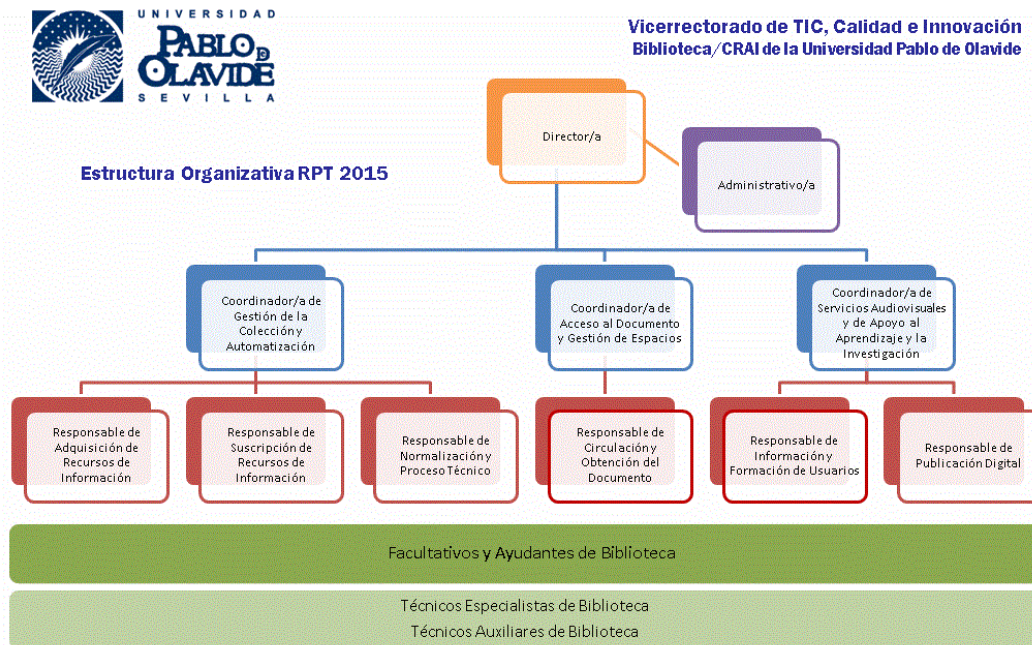 UNIVERSIDAD
PABLO DE
OLAVIDE
SEVILLA
Vicerrectorado de TIC, Calidad e Innovación
Biblioteca/CRAI de la Universidad Pablo de Olavide
Estructura Organizativa RPT 2015
Director/a
Administrativo/a
Coordinador/a de
Gestión de la
Colección y
Automatización
Coordinador/a de
Acceso al Documento
y Gestión de Espacios
Coordinador/a de
Servicios Audiovisuales
y de Apoyo al
Aprendizaje y la
Investigación
Responsable de
Adquisición de
Recursos de
Información
Responsable de
Suscripción de
Recursos de
Información
Responsable de
Normalización y
Proceso Técnico
Responsable de
Circulación y
Obtención del
Documento
Responsable de
Información y
Formación de Usuarios
Responsable de
Publicación Digital
Facultativos y Ayudantes de Biblioteca
Técnicos Especialistas de Biblioteca
Técnicos Auxiliares de Biblioteca